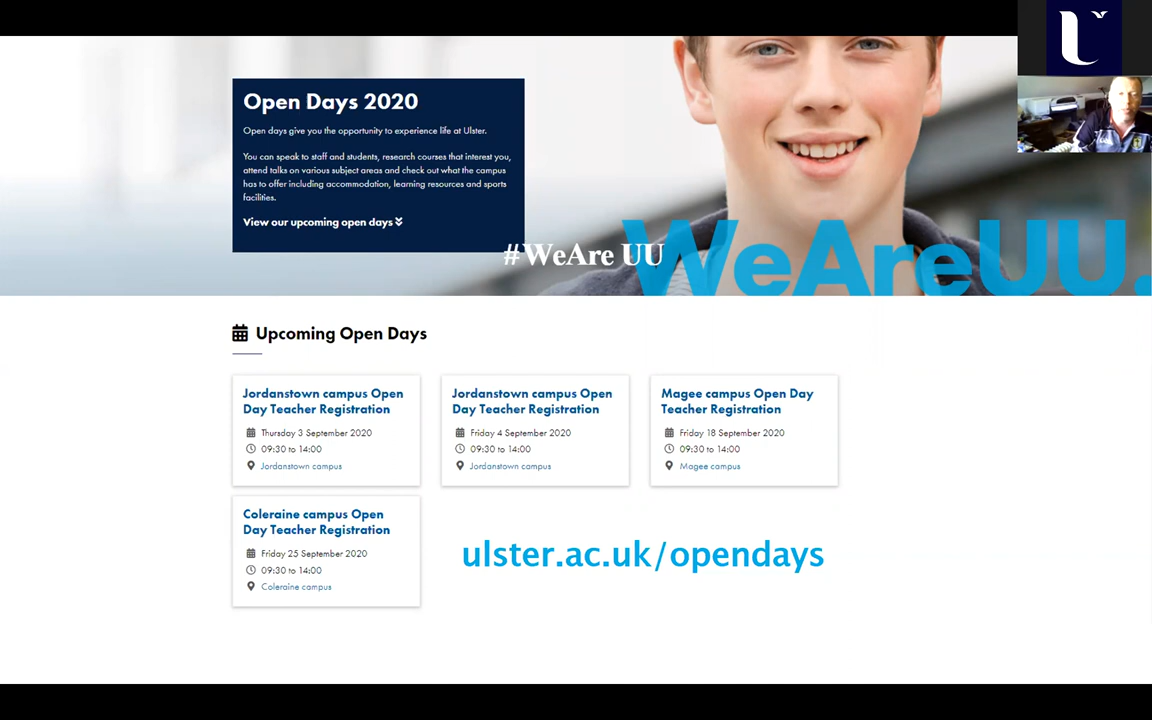 Open Days 2020
Open days give you the opportunity to experience life at Ulster.
You can speak to staff and students, research courses that interest you,
attend talks on various subject areas and check out what the campus
has to offer including accommodation, learning resources and sports
facilities.
View our upcoming open days
#WeAre UU
WeAreUU.
Upcoming Open Days
Jordanstown campus Open
Day Teacher Registration
Thursday 3 September 2020
09:30 to 14:00
Jordanstown campus
Jordanstown campus Open
Day Teacher Registration
Friday 4 September 2020
09:30 to 14:00
Jordanstown campus
Magee campus Open Day
Teacher Registration
Friday 18 September 2020
09:30 to 14:00
Magee campus
Coleraine campus Open
Day Teacher Registration
Friday 25 September 2020
09:30 to 14:00
Coleraine campus
ulster.ac.uk/opendays